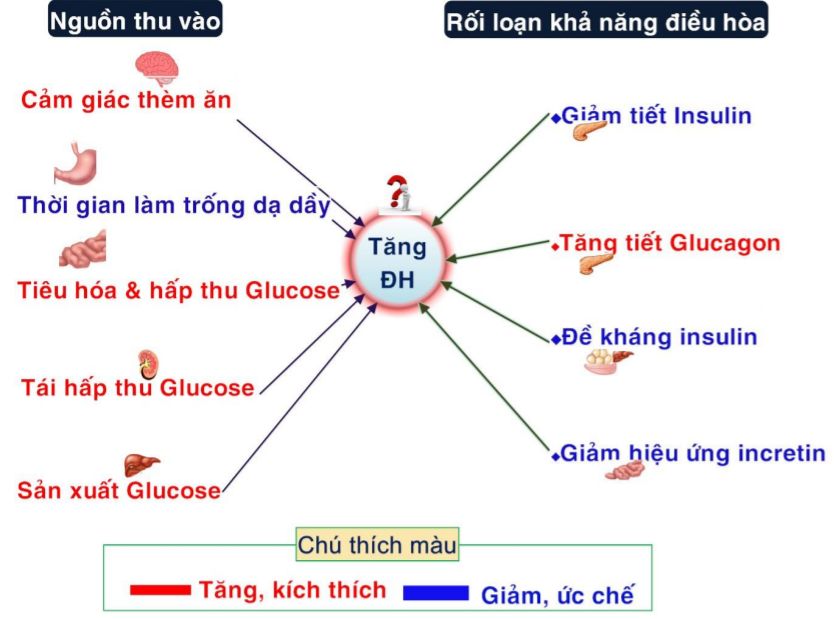 Nguồn thu vào
Rối loạn khả năng điều hòa
Cảm giác thèm ăn
Thời gian làm trống dạ dầy
Tiêu hóa & hấp thu Glucose
Tái hấp thu Glucose
Sản xuất Glucose
?
Tăng
ĐH
Giảm tiết Insulin
Tăng tiết Glucagon
Đề kháng insulin
Giảm hiệu ứng incretin
Chú thích màu
Tăng, kích thích
Giảm, ức chế